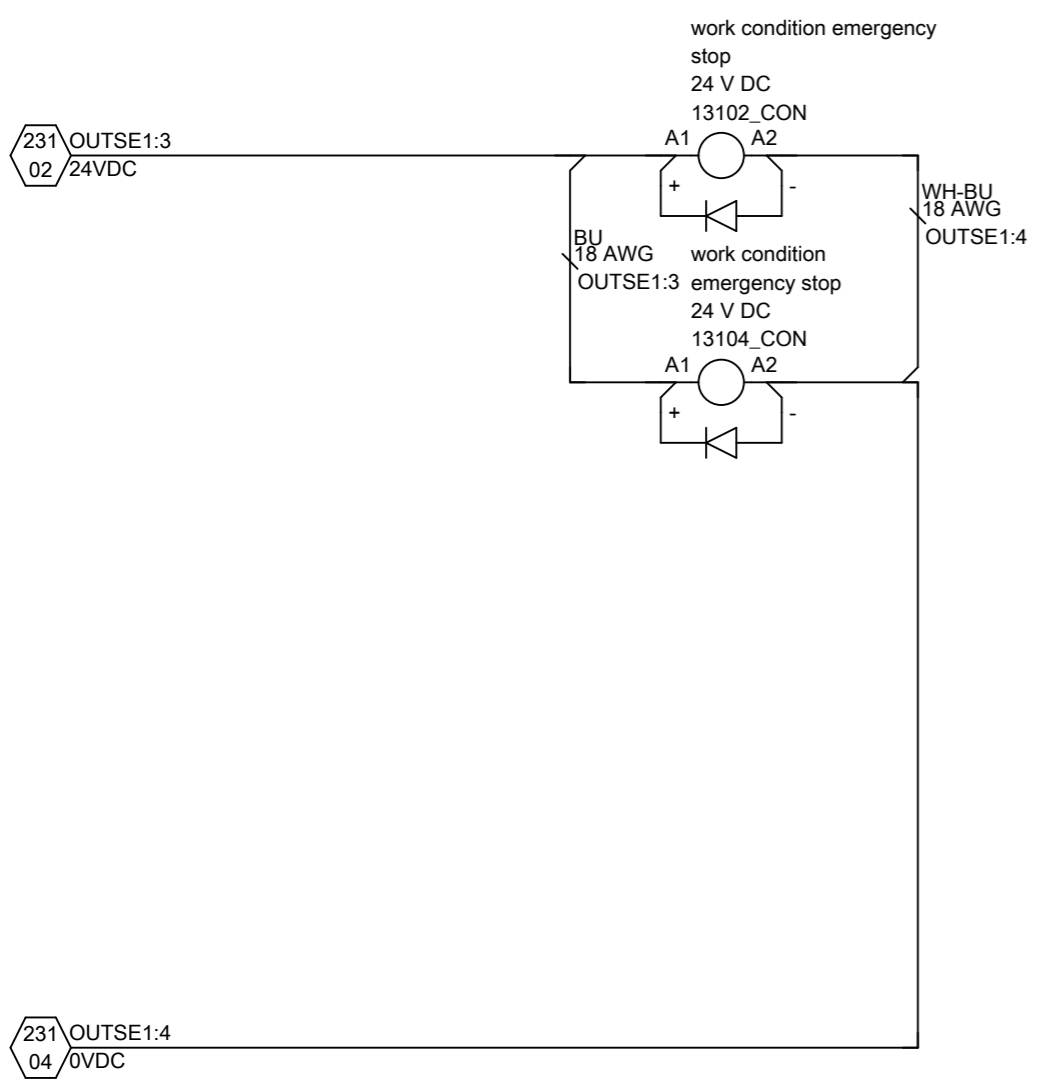 work condition emergency
stop
24 V DC
13102_CON
A1 A2
231 OUTSE1:3
02 24VDC
+ -
WH-BU
18 AWG
OUTSE1:4
BU
18 AWG
OUTSE1:3
work condition
emergency stop
24 V DC
13104_CON
A1 A2
+ -
231 OUTSE1:4
04 0VDC